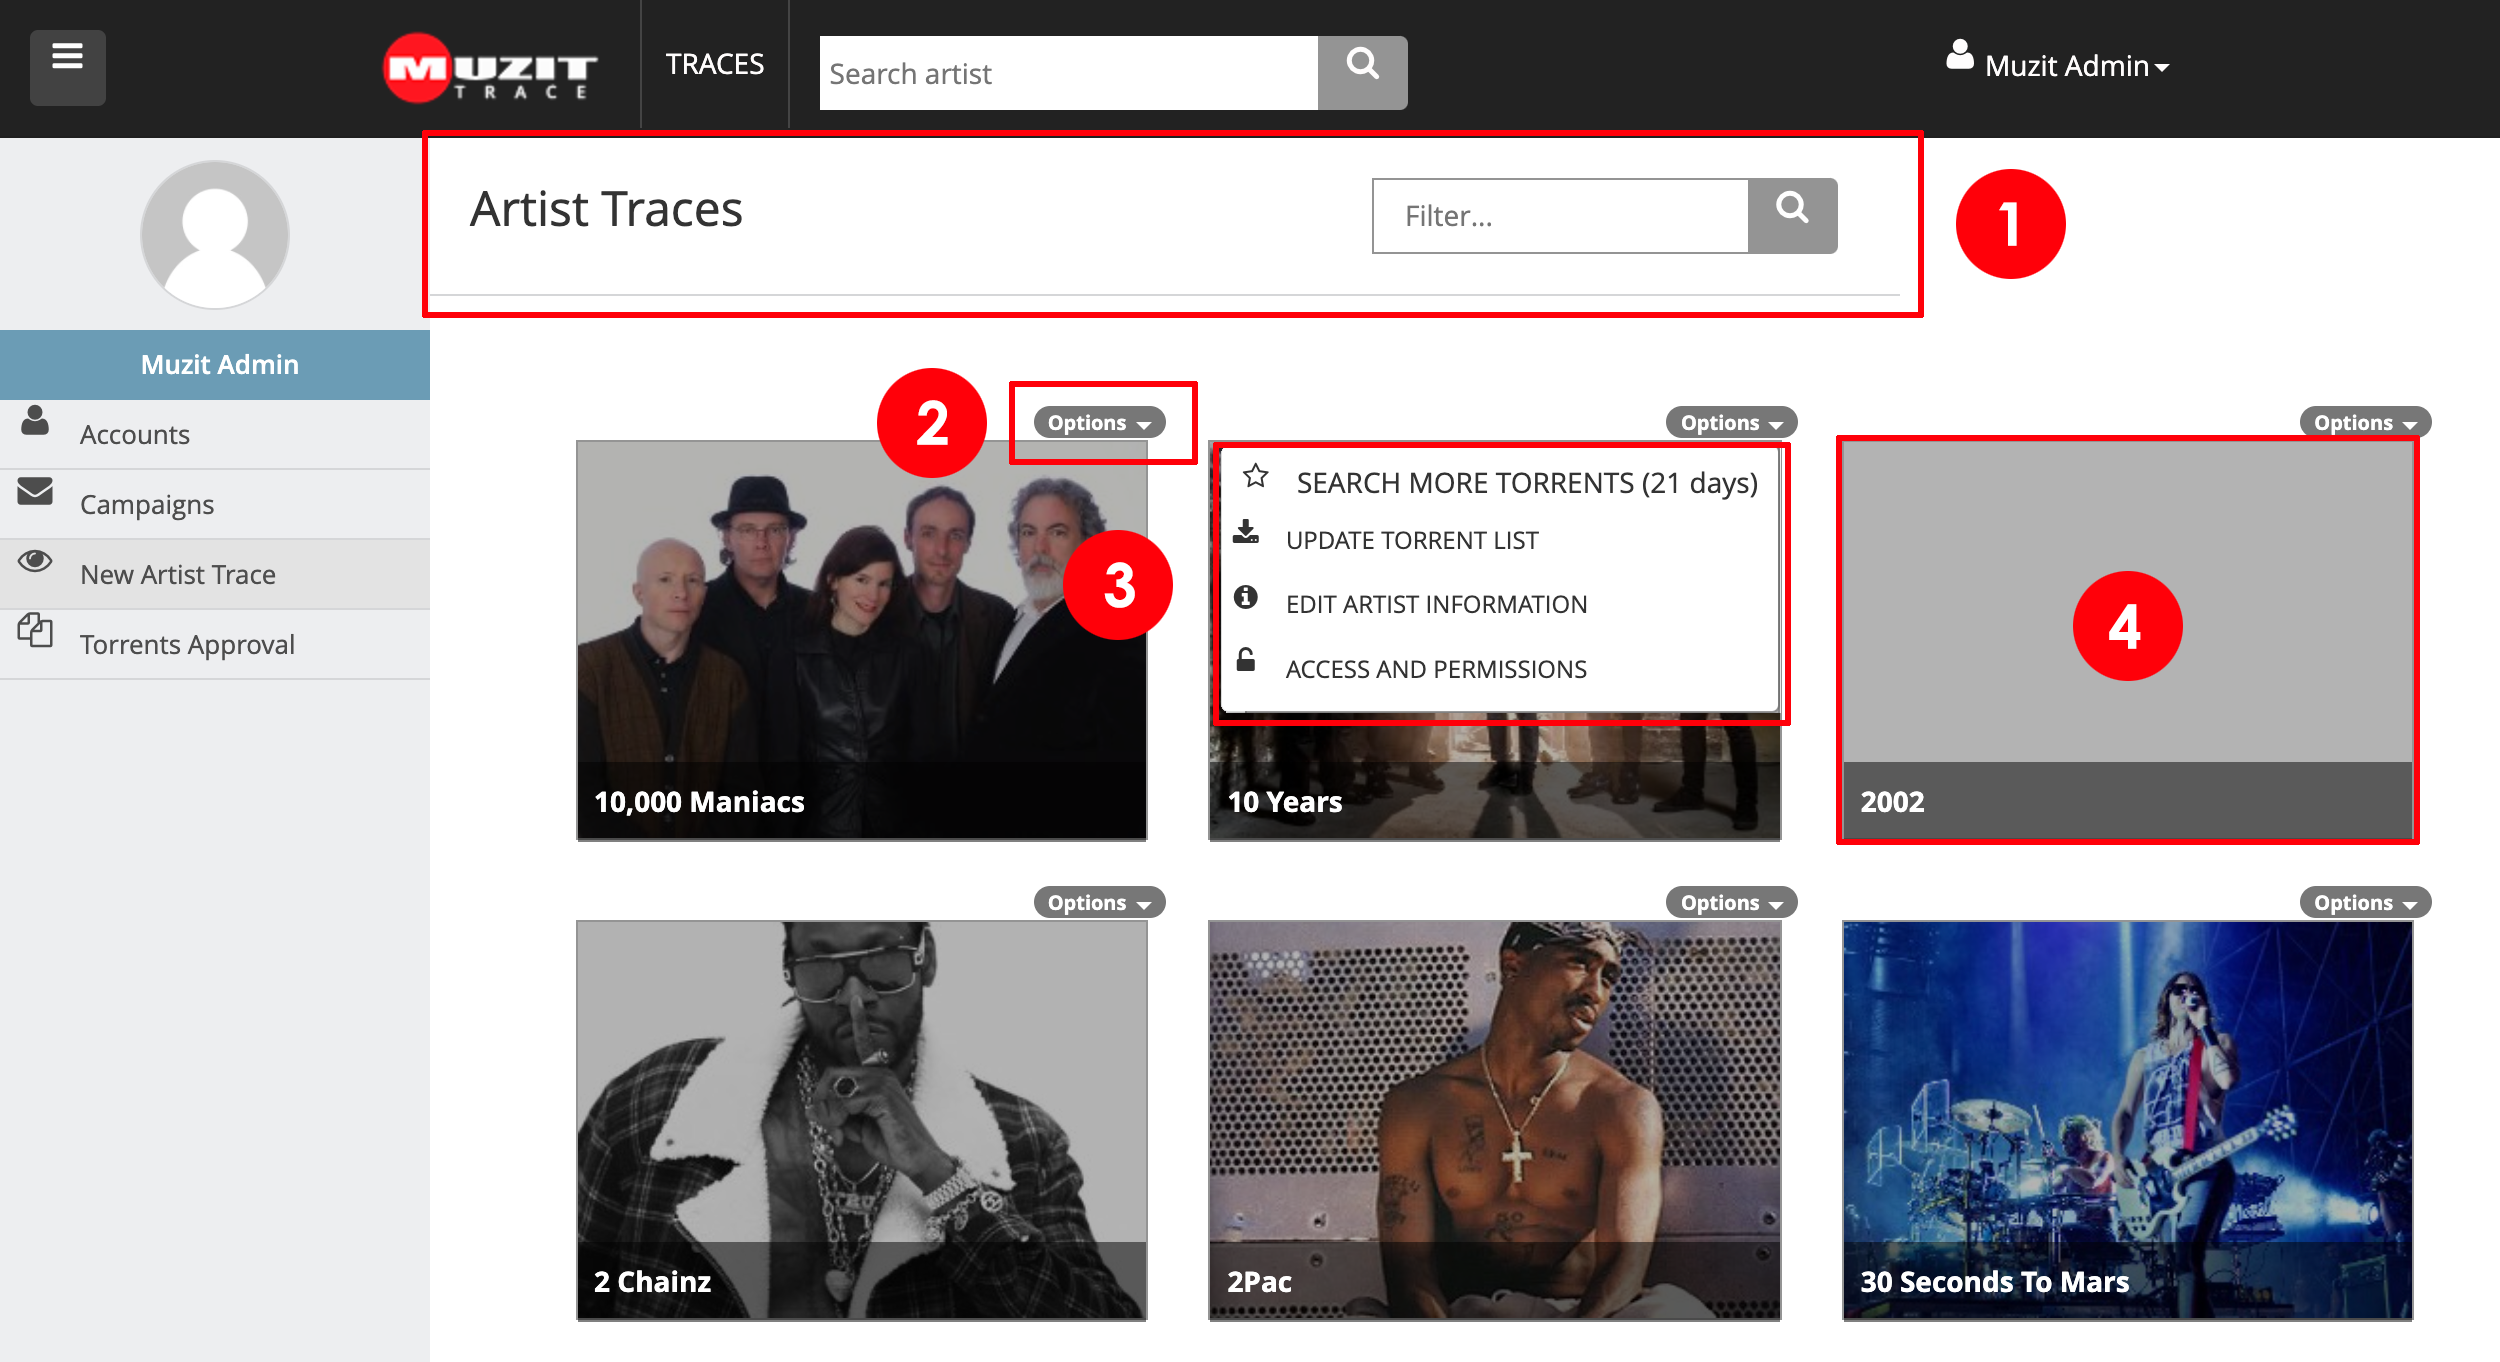 MUZIT
TRACE
TRACES
Search artist
Muzit Admin
Artist Traces
Filter...
1
Muzit Admin
Accounts
Campaigns
New Artist Trace
Torrents Approval
2
Options
Options
Options
SEARCH MORE TORRENTS (21 days)
UPDATE TORRENT LIST
EDIT ARTIST INFORMATION
ACCESS AND PERMISSIONS
3
4
10,000 Maniacs
10 Years
2002
Options
Options
Options
2 Chainz
2Pac
30 Seconds To Mars